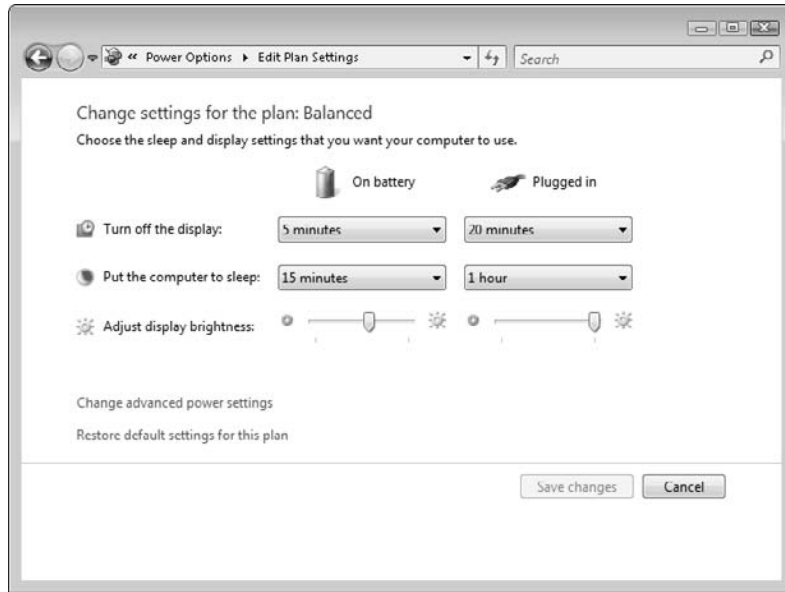 « Power Options ▸ Edit Plan Settings
Search
Change settings for the plan: Balanced
Choose the sleep and display settings that you want your computer to use.
On battery Plugged in
Turn off the display: 5 minutes 20 minutes
Put the computer to sleep: 15 minutes 1 hour
Adjust display brightness:
Change advanced power settings
Restore default settings for this plan
Save changes Cancel